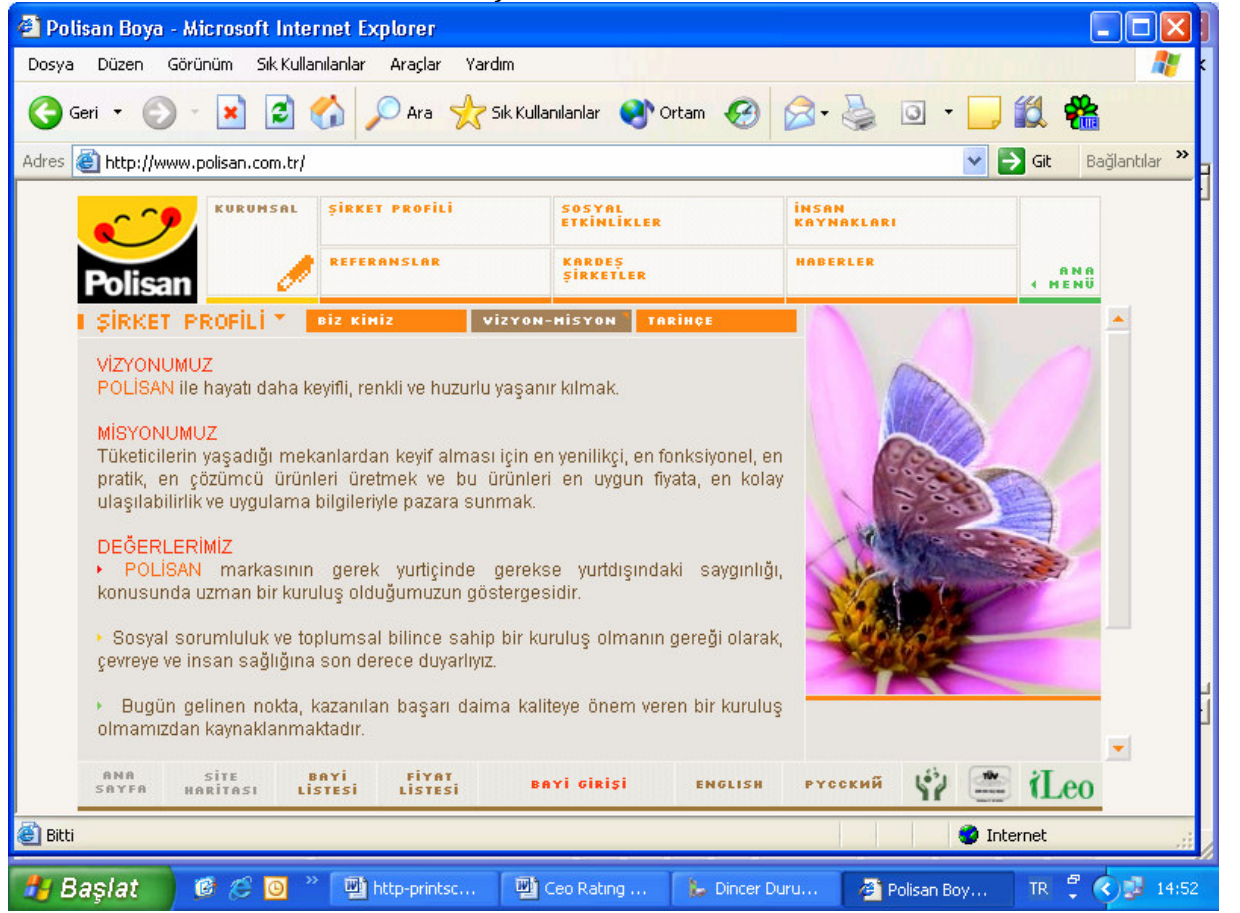 Polisan Boya - Microsoft Internet Explorer
Dosya Düzen Görünüm Sık Kullanılanlar Araçlar Yardım
Geri Ara Sık Kullanılanlar Ortam
Adres http://www.polisan.com.tr/ Git Bağlantılar »
Polisan
KURUMSAL
ŞİRKET PROFİLİ
SOSYAL
ETKİNLİKLER
İNSAN
KAYNAKLARI
REFERANSLAR
KARDEŞ
ŞİRKETLER
HABERLER
ANA
MENÜ
ŞİRKET PROFİLİ
BİZ KİMİZ
VİZYON-MİSYON
TARİHÇE
VİZYONUMUZ
POLİSAN ile hayatı daha keyifli, renkli ve huzurlu yaşanır kılmak.
MİSYONUMUZ
Tüketicilerin yaşadığı mekanlardan keyif alması için en yenilikçi, en fonksiyonel, en
pratik, en çözümcü ürünleri üretmek ve bu ürünleri en uygun fiyata, en kolay
ulaşılabilirlik ve uygulama bilgileriyle pazara sunmak.
DEĞERLERİMİZ
POLİSAN markasının gerek yurtiçinde gerekse yurtdışındaki saygınlığı,
konusunda uzman bir kuruluş olduğumuzun göstergesidir.
Sosyal sorumluluk ve toplumsal bilince sahip bir kuruluş olmanın gereği olarak,
çevreye ve insan sağlığına son derece duyarlıyız.
Bugün gelinen nokta, kazanılan başarı daima kaliteye önem veren bir kuruluş
olmamızdan kaynaklanmaktadır.
ANA
SAYFA
SİTE
HARİTASI
BAYİ
LİSTESİ
FİYAT
LİSTESİ
BAYİ GİRİŞİ
ENGLISH
РУССКИЙ
TÜV
iLeo
Bitti Internet
Başlat » http-printsc... Ceo Rating ... Dincer Duru... Polisan Boy... TR 14:52